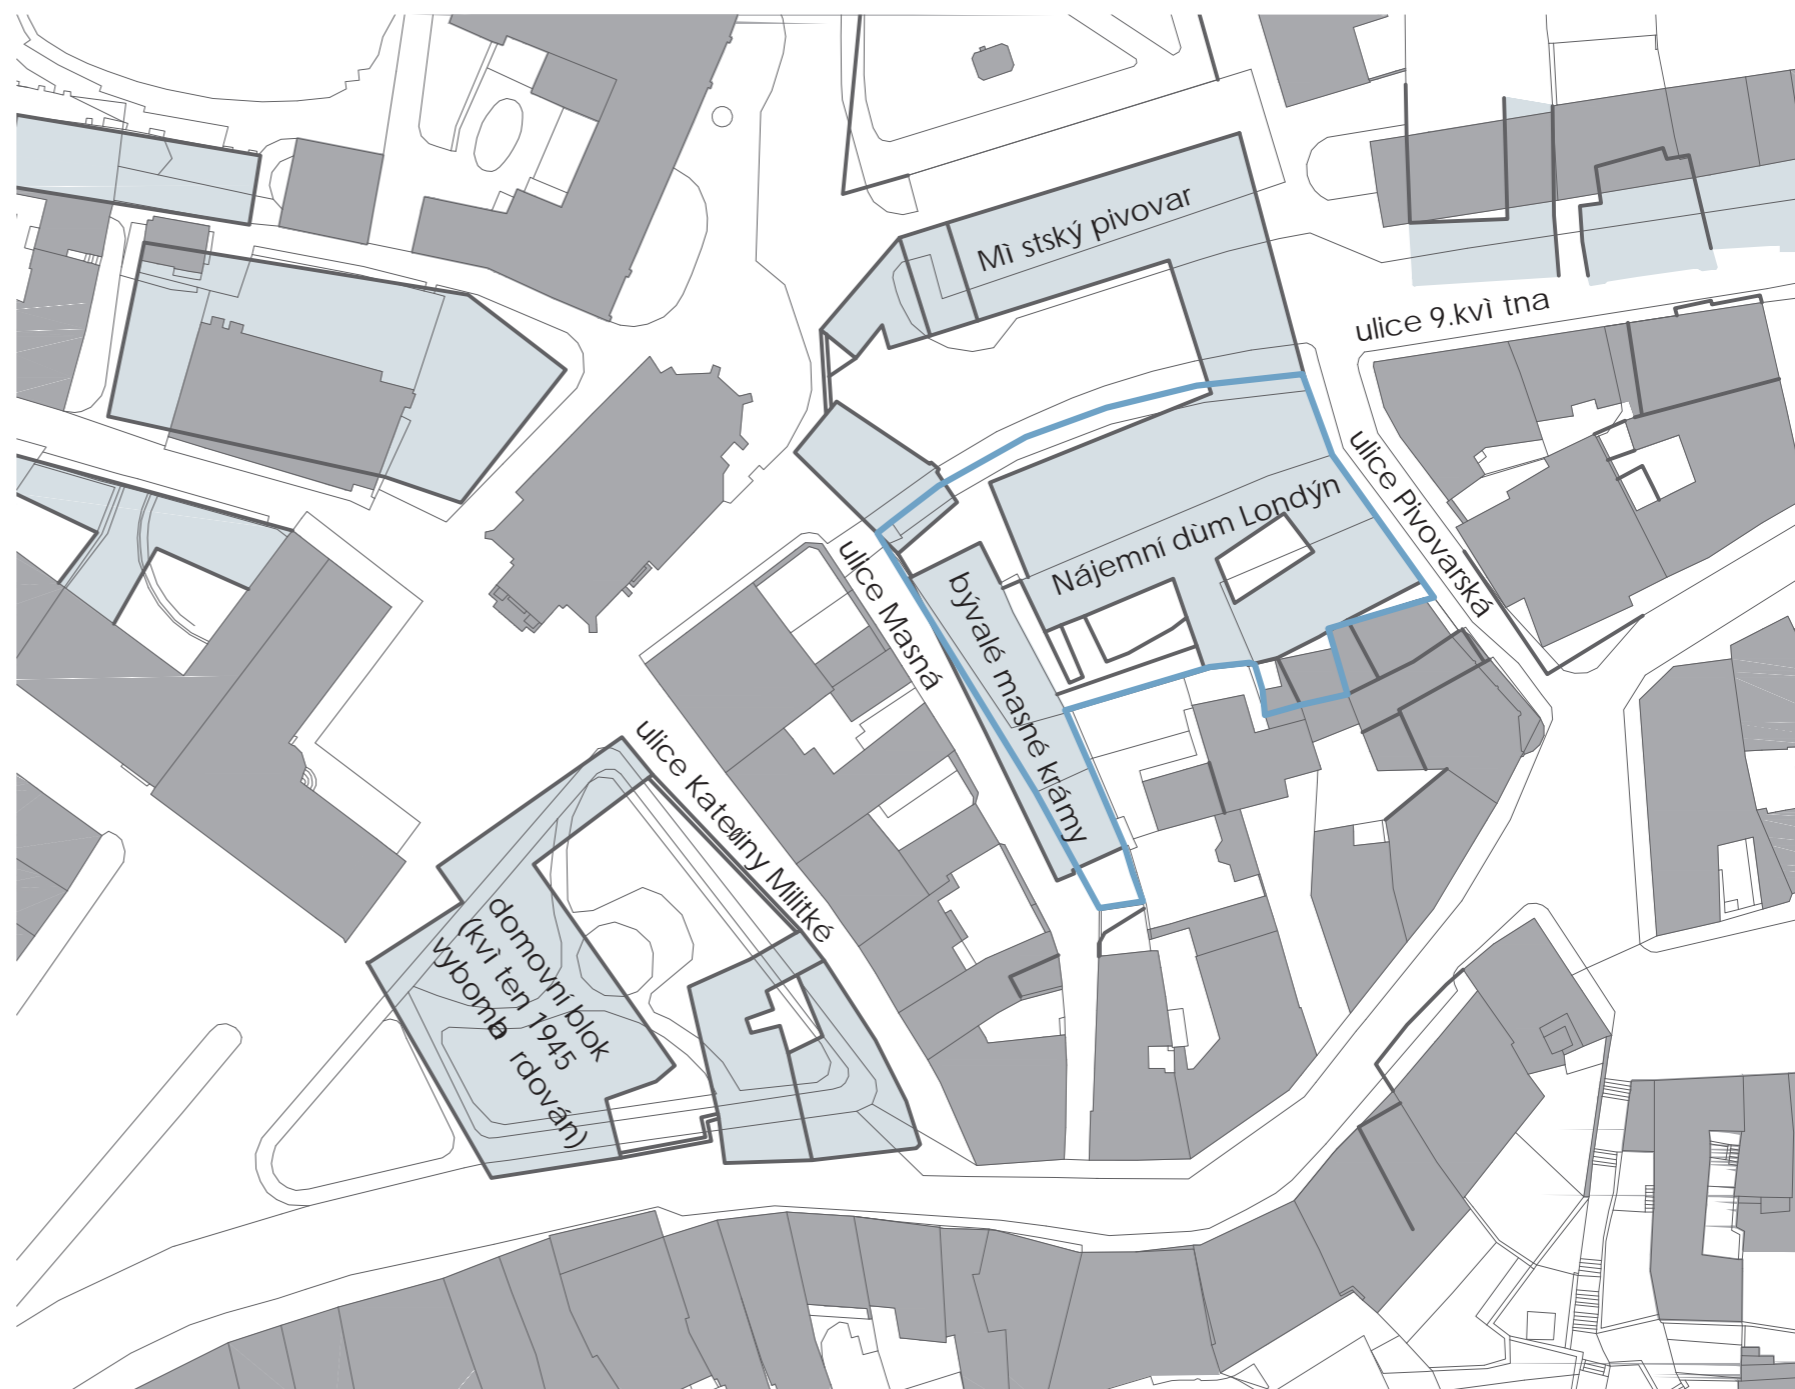 Mì stský pivovar
ulice 9.kvì tna
ulice Pivovarská
Nájemní dùm Londýn
ulice Masná
bývalé masné krámy
ulice Kateøiny Militké
domovní blok
(kvì ten 1945
vybomba rdován)